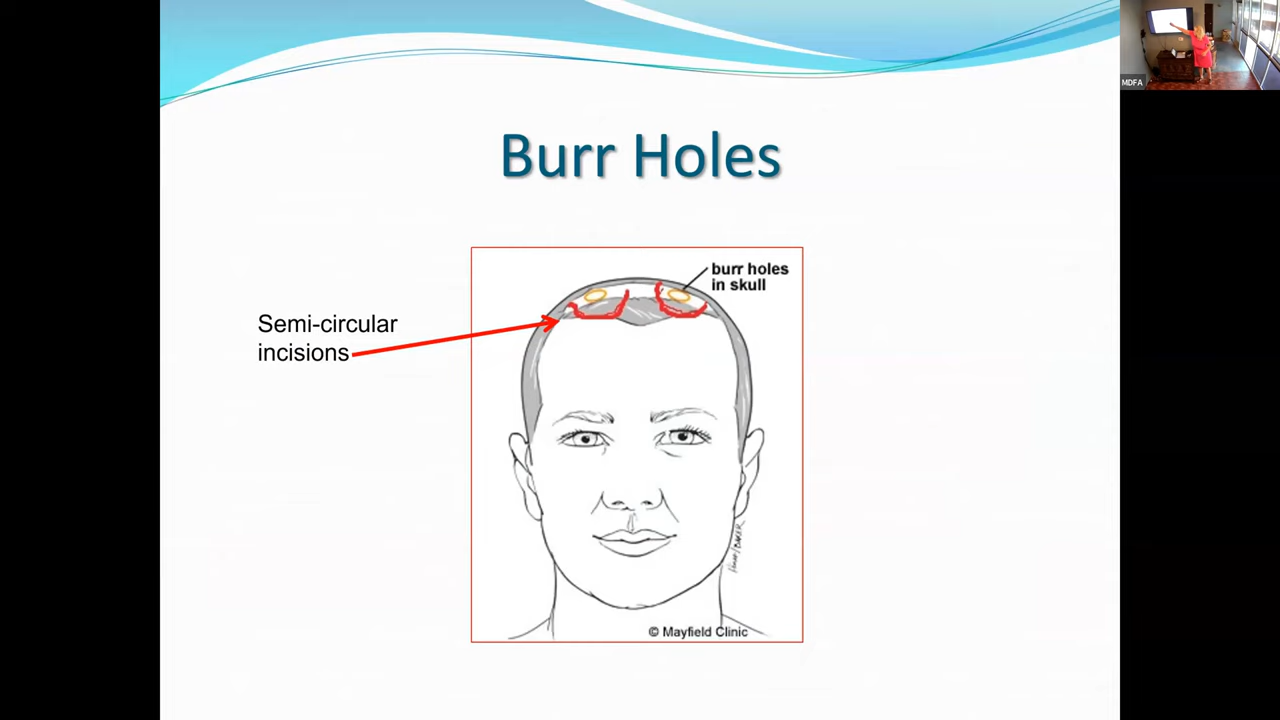 MDFA
Burr Holes
burr holes
in skull
Semi-circular
incisions
© Mayfield Clinic